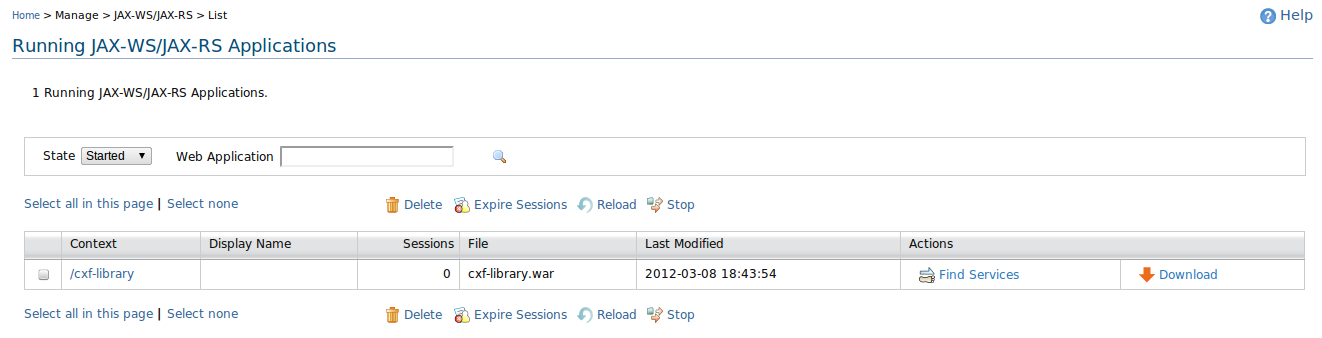 Home > Manage > JAX-WS/JAX-RS > List
Help
Running JAX-WS/JAX-RS Applications
1 Running JAX-WS/JAX-RS Applications.
State Started Web Application
Select all in this page | Select none Delete Expire Sessions Reload Stop
Context Display Name Sessions File Last Modified Actions
/cxf-library 0 cxf-library.war 2012-03-08 18:43:54 Find Services Download
Select all in this page | Select none Delete Expire Sessions Reload Stop